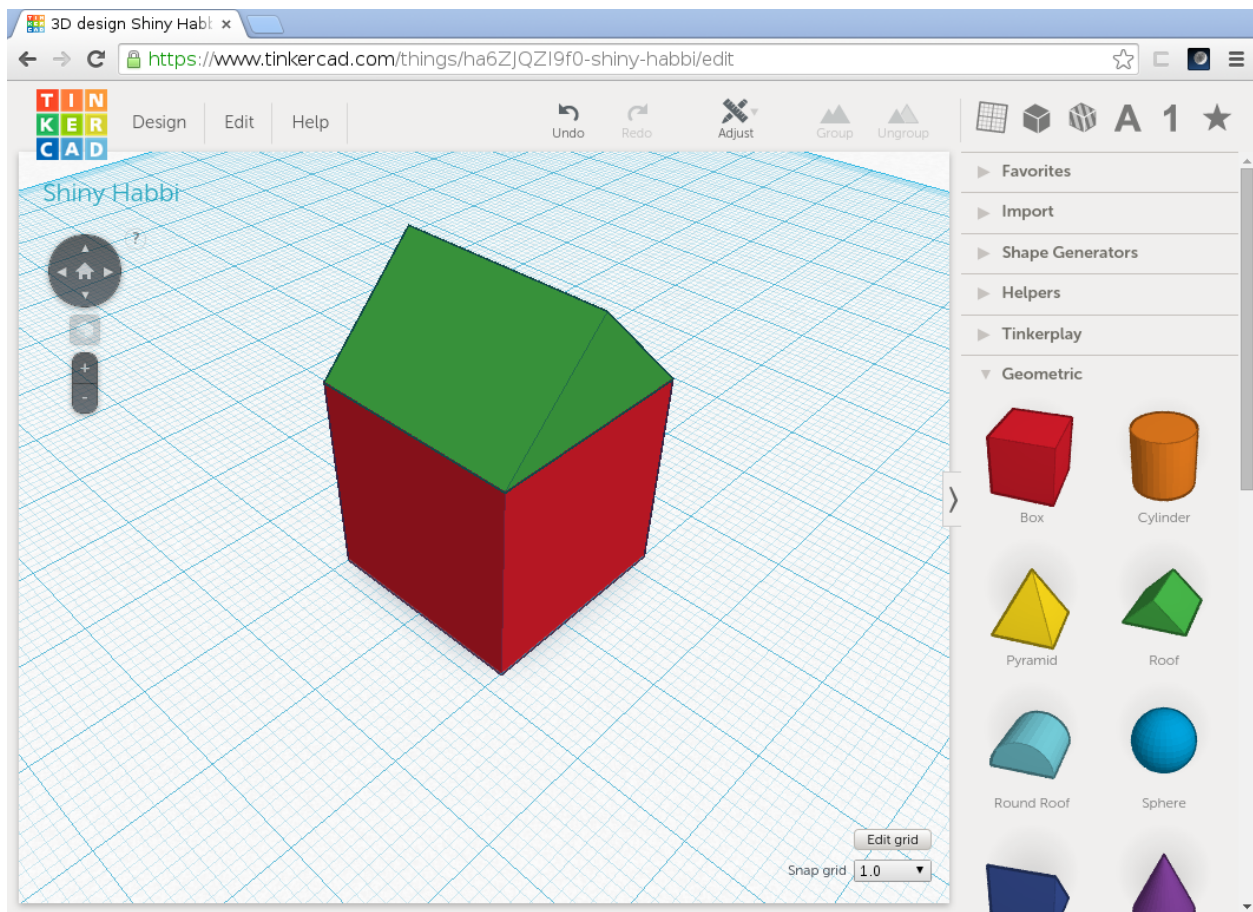 3D design Shiny Habb
https://www.tinkercad.com/things/ha6ZJQZI9f0-shiny-habbi/edit
TIN
KER
CAD
Design Edit Help Undo Redo Adjust Group Ungroup A 1
Shiny Habbi
?
Favorites
Import
Shape Generators
Helpers
Tinkerplay
Geometric
Box Cylinder
Pyramid Roof
Round Roof Sphere
+
-
Edit grid
Snap grid 1.0